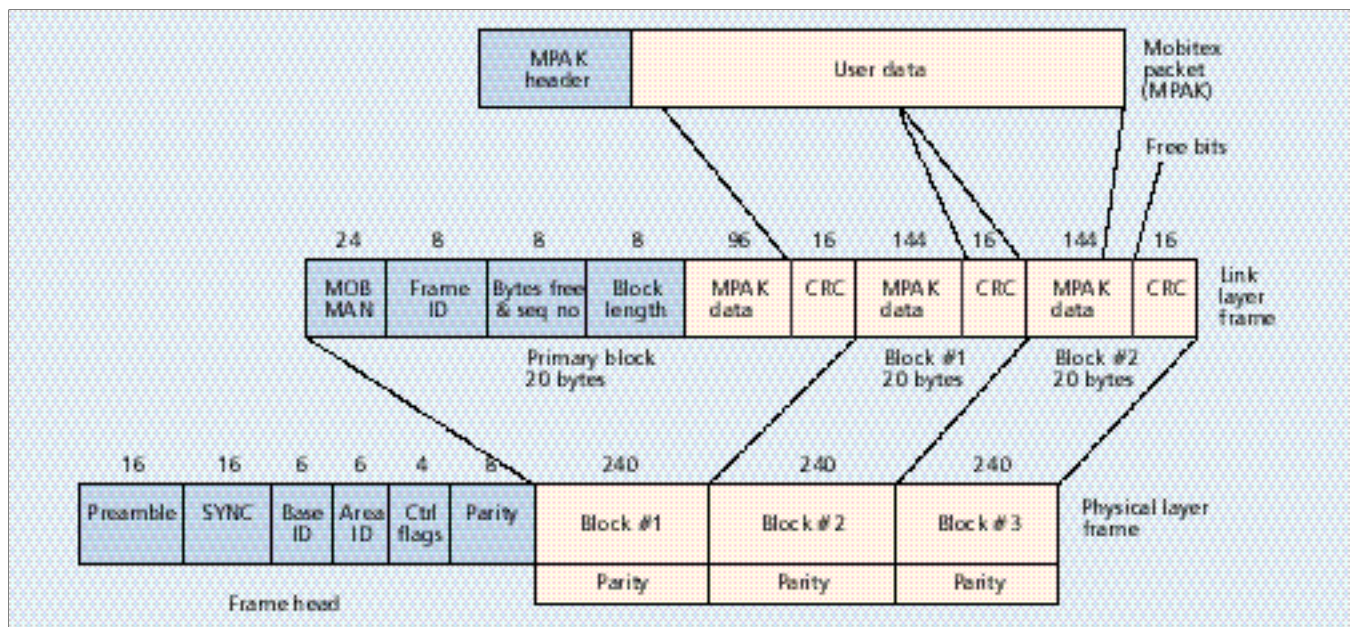 MPAK
header
User data
Mobitex
packet
(MPAK)
Free bits
24 8 8 8 96 16 144 16 144 16
MOB
MAN
Frame
ID
Bytes free
& seq no
Block
length
MPAK
data
CRC
MPAK
data
CRC
MPAK
data
CRC
Link
layer
frame
Primary block
20 bytes
Block #1
20 bytes
Block #2
20 bytes
16 16 6 6 4 8 240 240 240
Preamble
SYNC
Base
ID
Area
ID
Ctrl
flags
Parity
Block #1
Block #2
Block #3
Physical layer
frame
Parity
Parity
Parity
Frame head